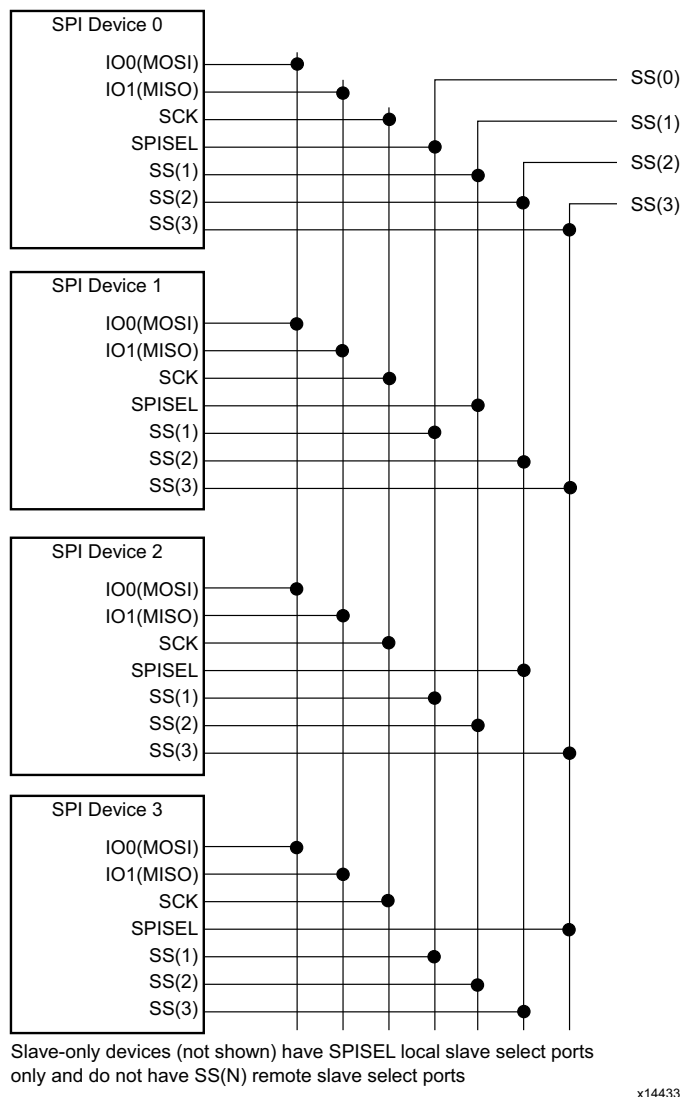 SPI Device 0
IO0(MOSI)
IO1(MISO)
SCK
SPISEL
SS(1)
SS(2)
SS(3)
SS(0)
SS(1)
SS(2)
SS(3)
SPI Device 1
IO0(MOSI)
IO1(MISO)
SCK
SPISEL
SS(1)
SS(2)
SS(3)
SPI Device 2
IO0(MOSI)
IO1(MISO)
SCK
SPISEL
SS(1)
SS(2)
SS(3)
SPI Device 3
IO0(MOSI)
IO1(MISO)
SCK
SPISEL
SS(1)
SS(2)
SS(3)
Slave-only devices (not shown) have SPISEL local slave select ports
only and do not have SS(N) remote slave select ports
x14433